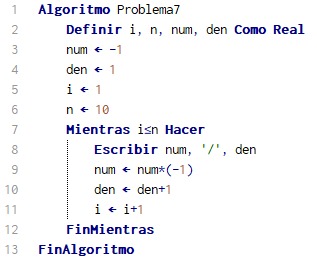 1 Algoritmo Problema7
2 Definir i, n, num, den Como Real
3 num ← -1
4 den ← 1
5 i ← 1
6 n ← 10
7 Mientras i≤n Hacer
8 Escribir num, '/', den
9 num ← num*(-1)
10 den ← den+1
11 i ← i+1
12 FinMientras
13 FinAlgoritmo